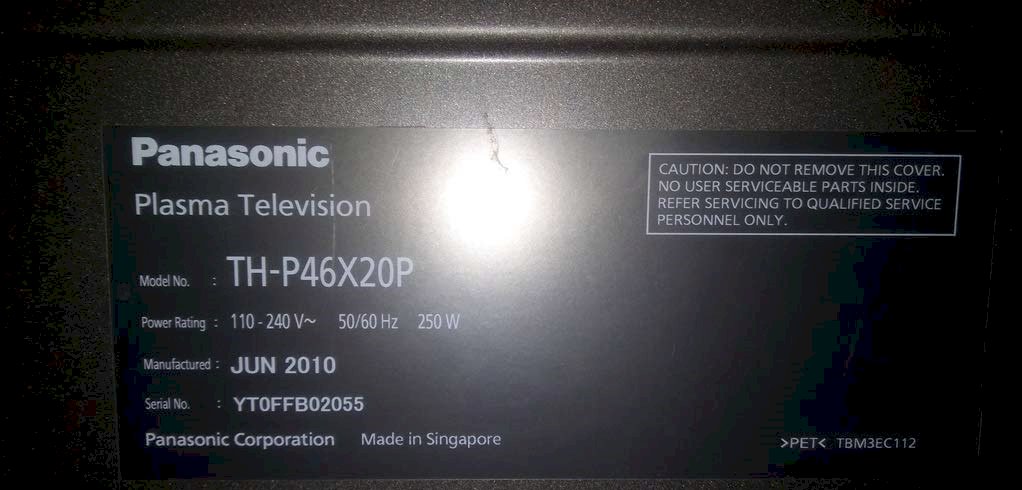 Panasonic
Plasma Television
Model No. : TH-P46X20P
Power Rating : 110 - 240 V~ 50/60 Hz 250 W
Manufactured : JUN 2010
Serial No. : YT0FFB02055
Panasonic Corporation Made in Singapore
CAUTION: DO NOT REMOVE THIS COVER.
NO USER SERVICEABLE PARTS INSIDE.
REFER SERVICING TO QUALIFIED SERVICE
PERSONNEL ONLY.
>PET< TBM3EC112